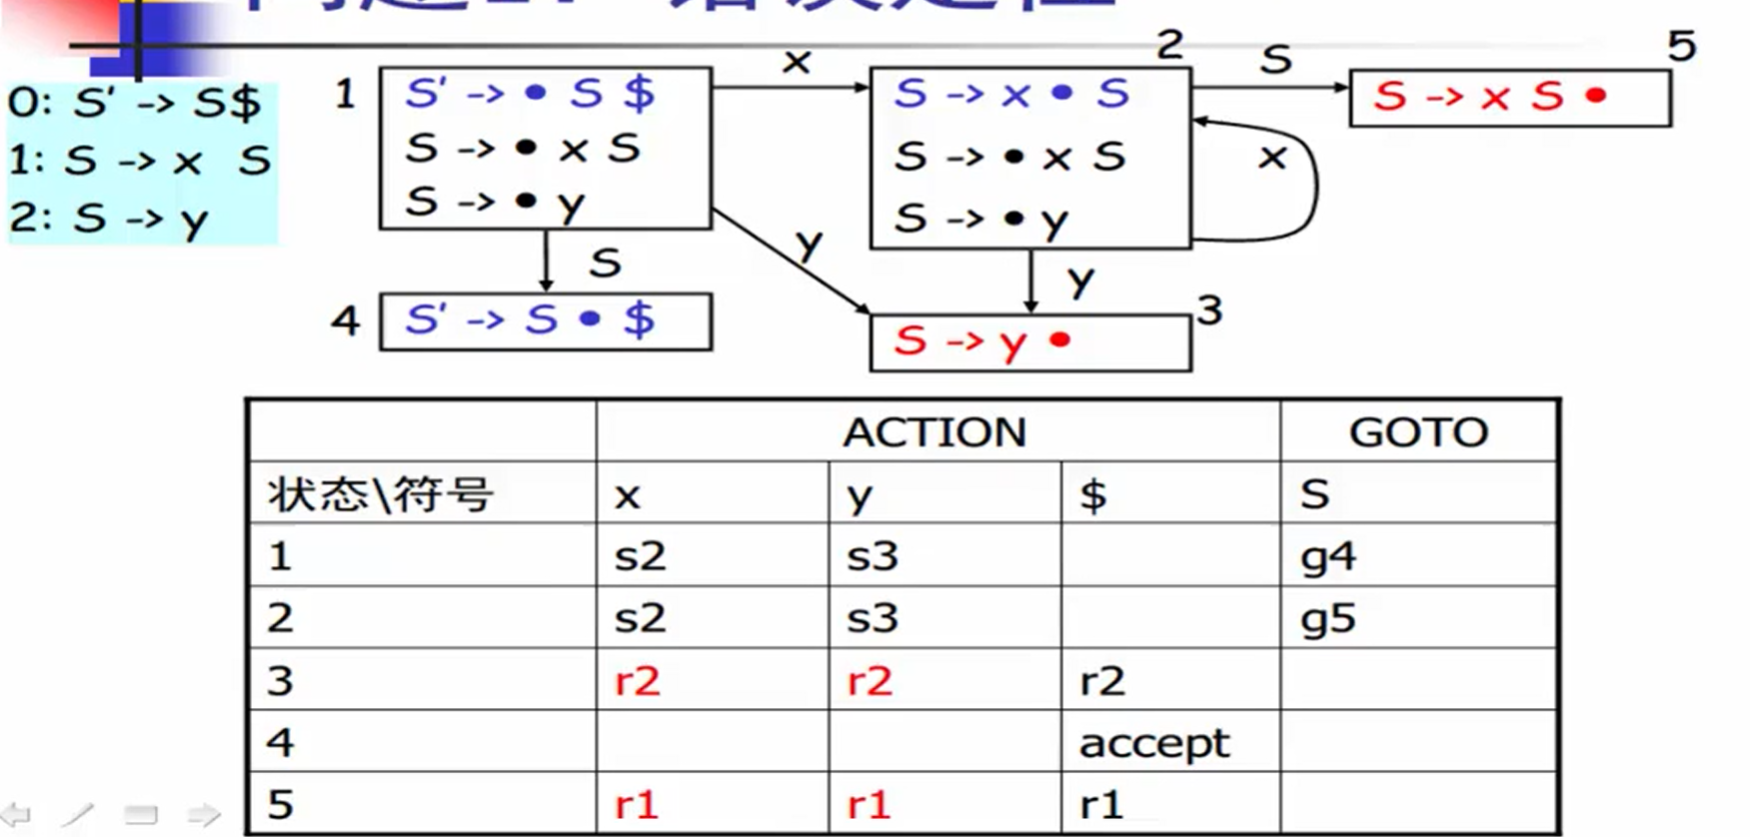 0: S' -> S$
1: S -> x S
2: S -> y
1
S' -> • S $
S -> • x S
S -> • y
x
2
S -> x • S
S -> • x S
S -> • y
S
5
S -> x S •
x
S
y
y
4
S' -> S • $
3
S -> y •
ACTION GOTO
状态\符号 x y $ S
1 s2 s3 g4
2 s2 s3 g5
3 r2 r2 r2
4 accept
5 r1 r1 r1